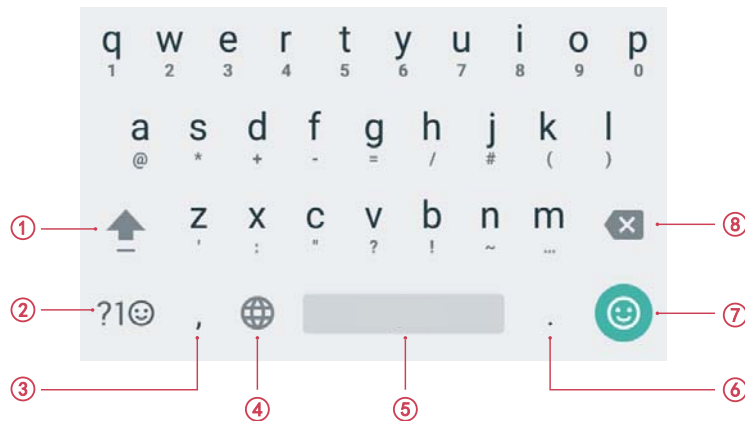 q w e r t y u i o p
1 2 3 4 5 6 7 8 9 0
a s d f g h j k l
@ * + - = / # ( )
① z x c v b n m ⑧
' : " ? ! ~ ...
② ?1☺ , . ⑦
③ ④ ⑤ ⑥